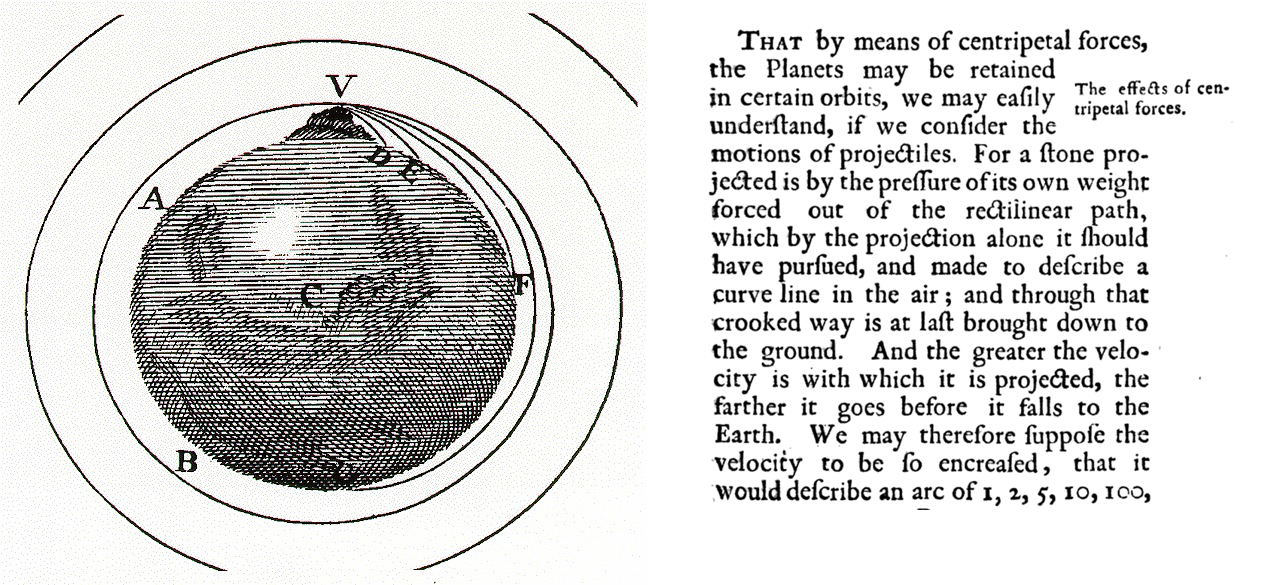 V
D
E
A
F
C
B
THAT by means of centripetal forces,
the Planets may be retained
in certain orbits, we may eaſily
underſtand, if we conſider the
motions of projectiles. For a ſtone pro-
jected is by the preſſure of its own weight
forced out of the rectilinear path,
which by the projection alone it ſhould
have purſued, and made to deſcribe a
curve line in the air; and through that
crooked way is at laſt brought down to
the ground. And the greater the velo-
city is with which it is projected, the
farther it goes before it falls to the
Earth. We may therefore ſuppoſe the
velocity to be ſo encreaſed, that it
would deſcribe an arc of 1, 2, 5, 10, 100,
The effects of cen-
tripetal forces.